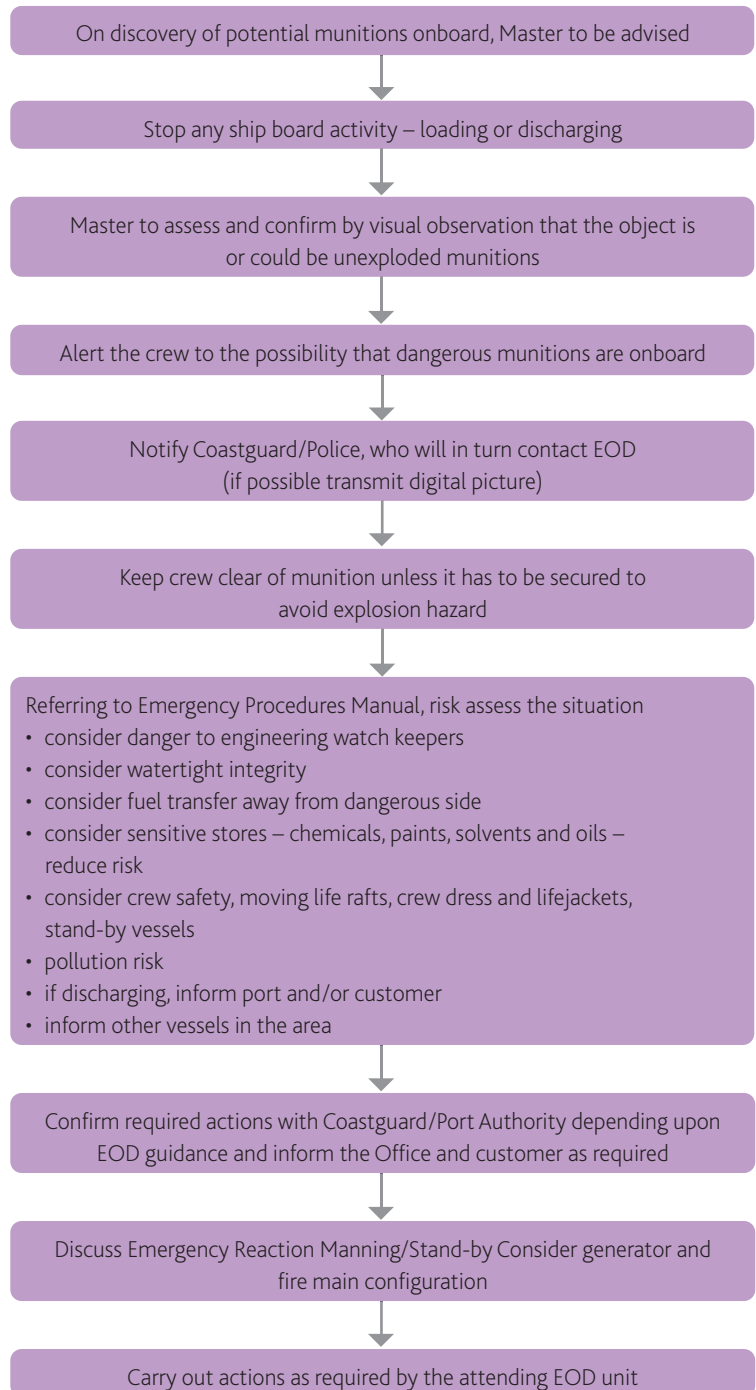 On discovery of potential munitions onboard, Master to be advised
Stop any ship board activity – loading or discharging
Master to assess and confirm by visual observation that the object is
or could be unexploded munitions
Alert the crew to the possibility that dangerous munitions are onboard
Notify Coastguard/Police, who will in turn contact EOD
(if possible transmit digital picture)
Keep crew clear of munition unless it has to be secured to
avoid explosion hazard
Referring to Emergency Procedures Manual, risk assess the situation
• consider danger to engineering watch keepers
• consider watertight integrity
• consider fuel transfer away from dangerous side
• consider sensitive stores – chemicals, paints, solvents and oils –
reduce risk
• consider crew safety, moving life rafts, crew dress and lifejackets,
stand-by vessels
• pollution risk
• if discharging, inform port and/or customer
• inform other vessels in the area
Confirm required actions with Coastguard/Port Authority depending upon
EOD guidance and inform the Office and customer as required
Discuss Emergency Reaction Manning/Stand-by Consider generator and
fire main configuration
Carry out actions as required by the attending EOD unit